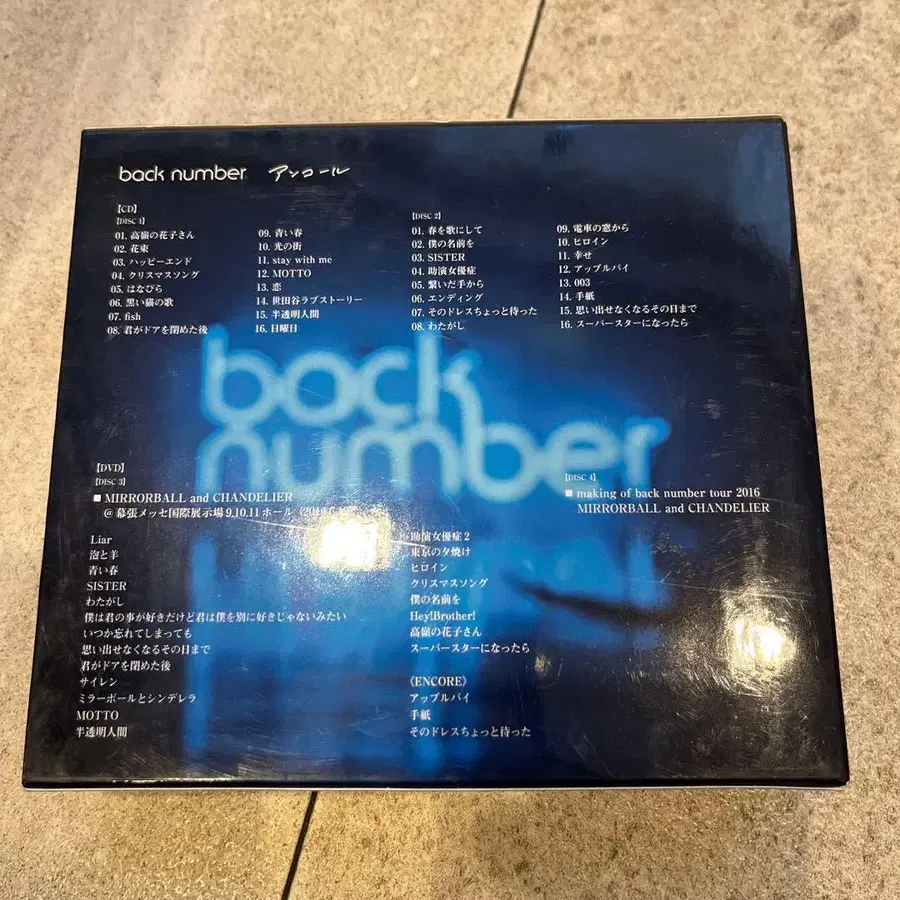 back number アンコール
【CD】
【DISC 1】
01. 高嶺の花子さん
02. 花束
03. ハッピーエンド
04. クリスマスソング
05. はなびら
06. 黒い猫の歌
07. fish
08. 君がドアを閉めた後
09. 青い春
10. 光の街
11. stay with me
12. MOTTO
13. 恋
14. 世田谷ラブストーリー
15. 半透明人間
16. 日曜日
【DISC 2】
01. 春を歌にして
02. 僕の名前を
03. SISTER
04. 助演女優症
05. 繋いだ手から
06. エンディング
07. そのドレスちょっと待った
08. わたがし
09. 電車の窓から
10. ヒロイン
11. 幸せ
12. アップルパイ
13. 003
14. 手紙
15. 思い出せなくなるその日まで
16. スーパースターになったら
back
number
【DVD】
【DISC 3】
■ MIRRORBALL and CHANDELIER
@ 幕張メッセ国際展示場 9.10.11 ホール
Liar
泡と羊
青い春
SISTER
わたがし
僕は君の事が好きだけど君は僕を別に好きじゃないみたい
いつか忘れてしまっても
思い出せなくなるその日まで
君がドアを閉めた後
サイレン
ミラーボールとシンデレラ
MOTTO
半透明人間
助演女優症 2
東京の夕焼け
ヒロイン
クリスマスソング
僕の名前を
Hey!Brother!
高嶺の花子さん
スーパースターになったら
《ENCORE》
アップルパイ
手紙
そのドレスちょっと待った
【DISC 4】
■ making of back number tour 2016
MIRRORBALL and CHANDELIER